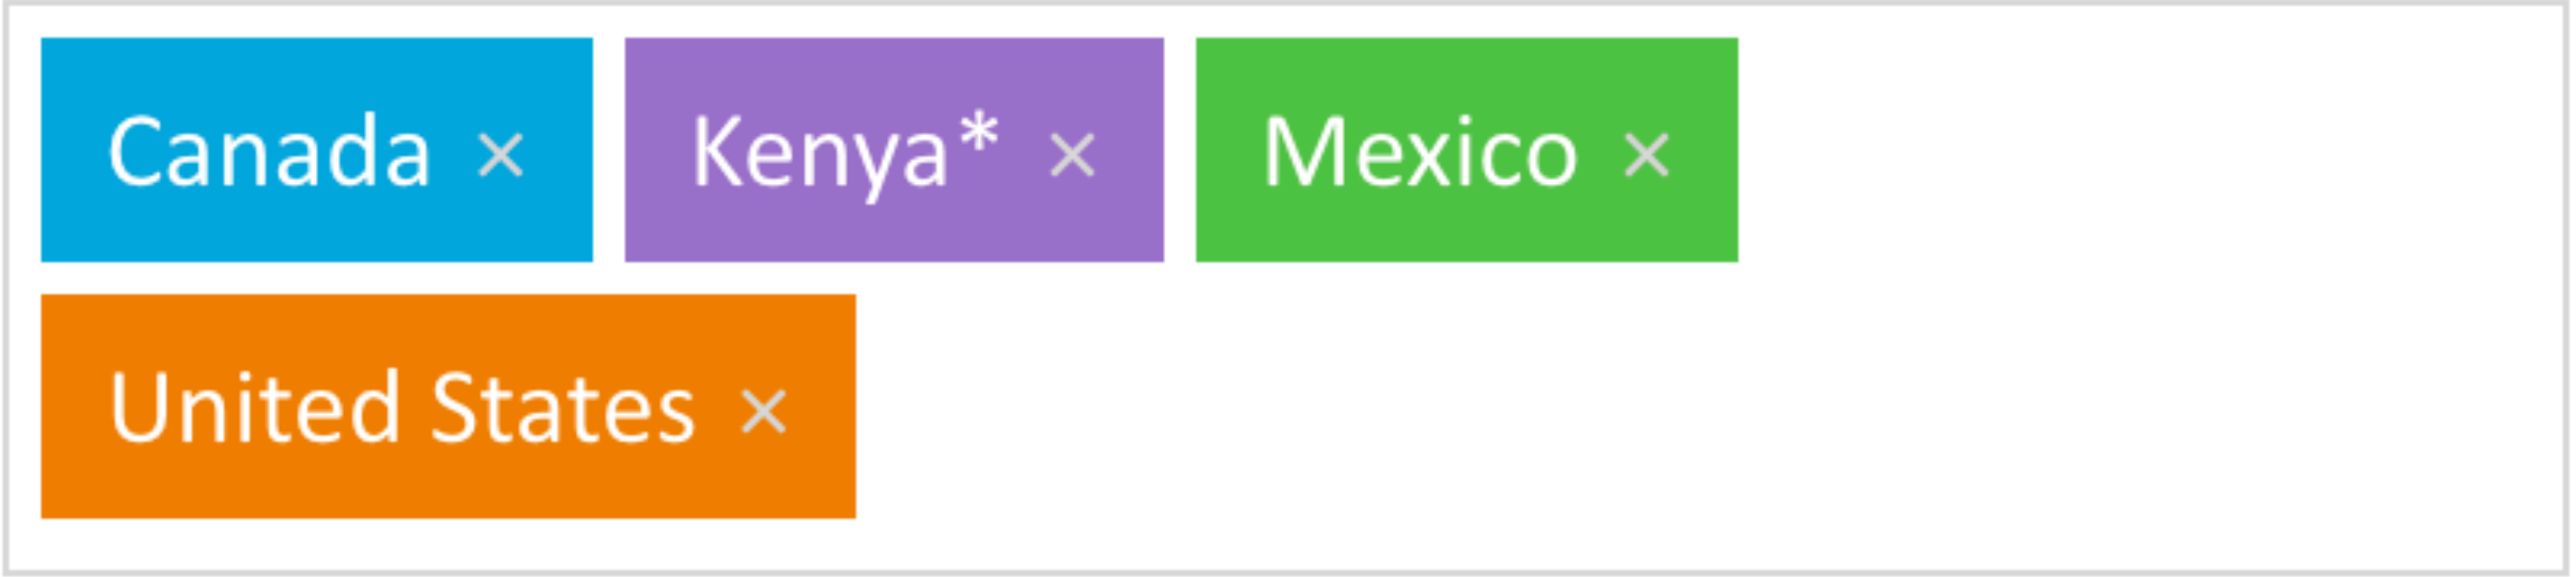 Canada × Kenya* × Mexico ×
United States ×